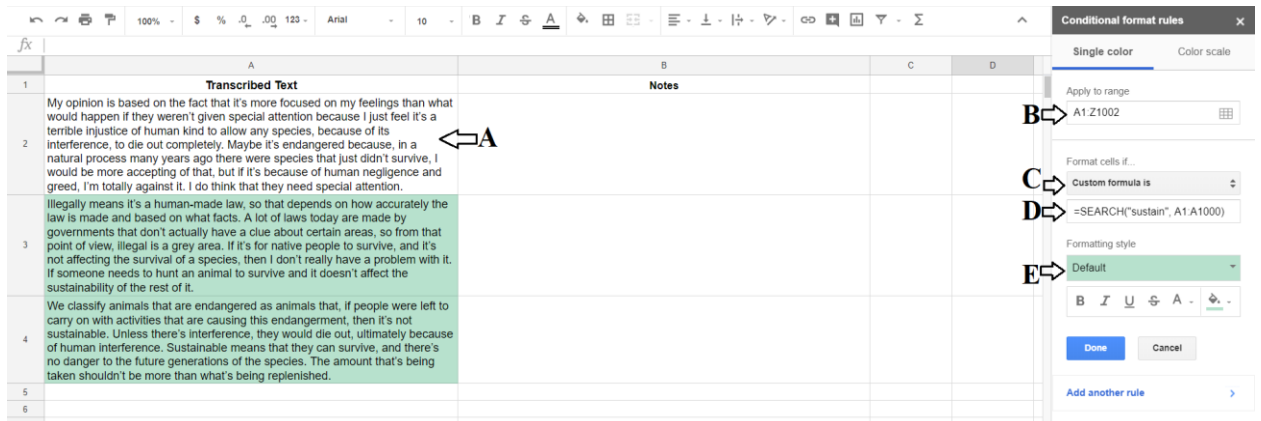 100% $ % .0 .00 123 Arial 10 B I S A Σ
Conditional format rules ×
fx
Single color Color scale
A B C D
1 Transcribed Text Notes
Apply to range
B A1:Z1002
2
My opinion is based on the fact that it's more focused on my feelings than what
would happen if they weren't given special attention because I just feel it's a
terrible injustice of human kind to allow any species, because of its
interference, to die out completely. Maybe it's endangered because, in a
natural process many years ago there were species that just didn't survive, I
would be more accepting of that, but if it's because of human negligence and
greed, I'm totally against it. I do think that they need special attention.
A
Format cells if...
C Custom formula is
D =SEARCH("sustain", A1:A1000)
3
Illegally means it's a human-made law, so that depends on how accurately the
law is made and based on what facts. A lot of laws today are made by
governments that don't actually have a clue about certain areas, so from that
point of view, illegal is a grey area. If it's for native people to survive, and it's
not affecting the survival of a species, then I don't really have a problem with it.
If someone needs to hunt an animal to survive and it doesn't affect the
sustainability of the rest of it.
Formatting style
E Default
B I U S A
4
We classify animals that are endangered as animals that, if people were left to
carry on with activities that are causing this endangerment, then it's not
sustainable. Unless there's interference, they would die out, ultimately because
of human interference. Sustainable means that they can survive, and there's
no danger to the future generations of the species. The amount that's being
taken shouldn't be more than what's being replenished.
Done Cancel
5
Add another rule
6